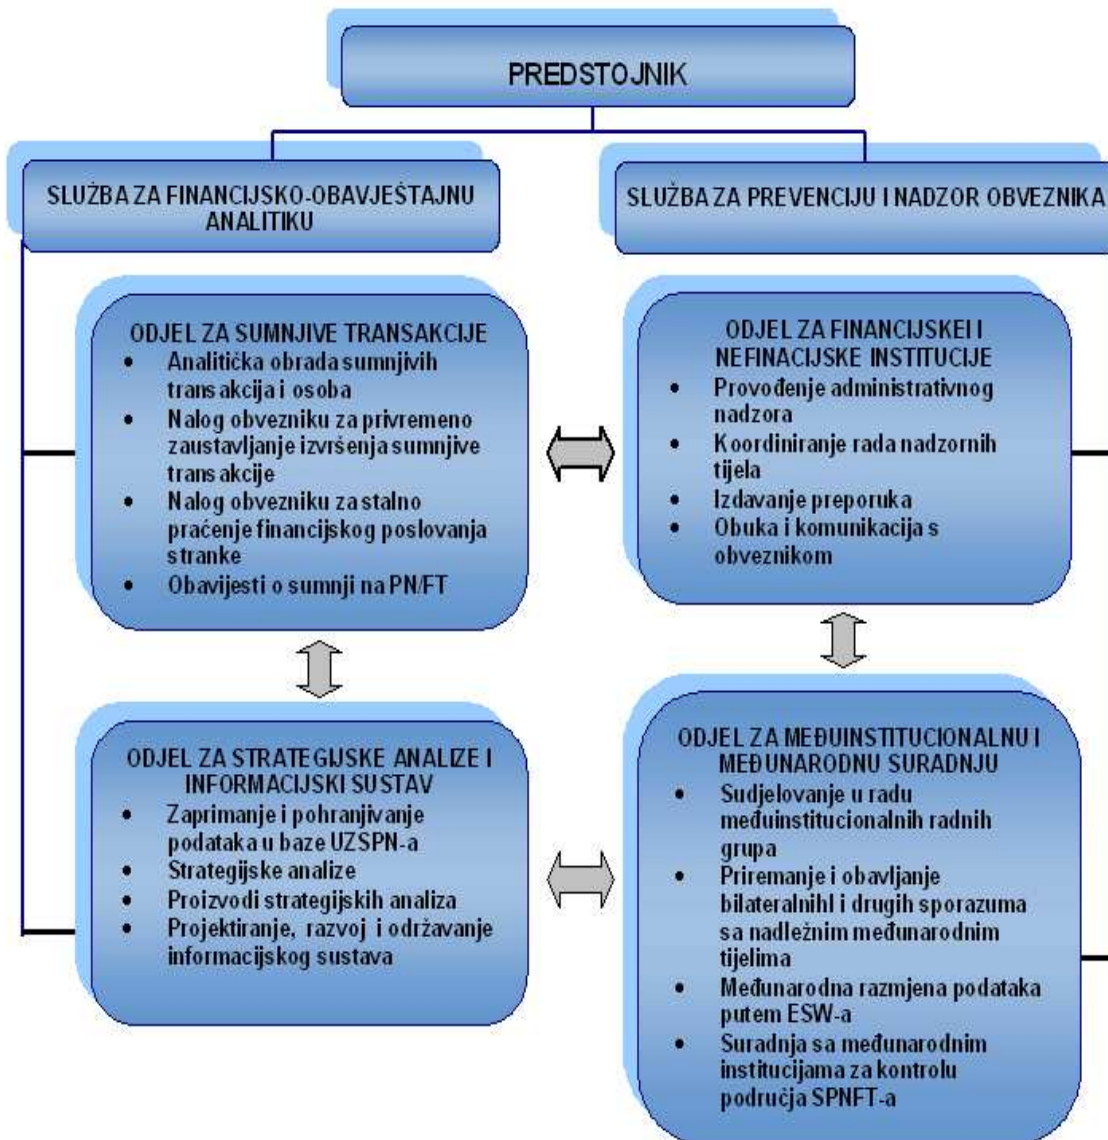 PREDSTOJNIK
SLUŽBA ZA FINANCIJSKO-OBAVJEŠTAJNU
ANALITIKU
SLUŽBA ZA PREVENCIJU I NADZOR OBVEZNIKA
ODJEL ZA SUMNJIVE TRANSAKCIJE
• Analitička obrada sumnjivih
transakcija i osoba
• Nalog obvezniku za privremeno
zaustavljanje izvršenja sumnjive
transakcije
• Nalog obvezniku za stalno
praćenje financijskog poslovanja
stranke
• Obavijesti o sumnji na PN/FT
ODJEL ZA FINANCIJSKEI I
NEFINACIJSKE INSTITUCIJE
• Provođenje administrativnog
nadzora
• Koordiniranje rada nadzornih
tijela
• Izdavanje preporuka
• Obuka i komunikacija s
obveznikom
ODJEL ZA STRATEGIJSKE ANALIZE I
INFORMACIJSKI SUSTAV
• Zaprimanje i pohranjivanje
podataka u baze UZSPN-a
• Strategijske analize
• Proizvodi strategijskih analiza
• Projektiranje, razvoj i održavanje
informacijskog sustava
ODJEL ZA MEĐUINSTITUCIONALNU I
MEĐUNARODNU SURADNJU
• Sudjelovanje u radu
međuinstitucionalnih radnih
grupa
• Priremanje i obavljanje
bilateralnihl i drugih sporazuma
sa nadležnim međunarodnim
tijelima
• Međunarodna razmjena podataka
putem ESW-a
• Suradnja sa međunarodnim
institucijama za kontrolu
područja SPNFT-a